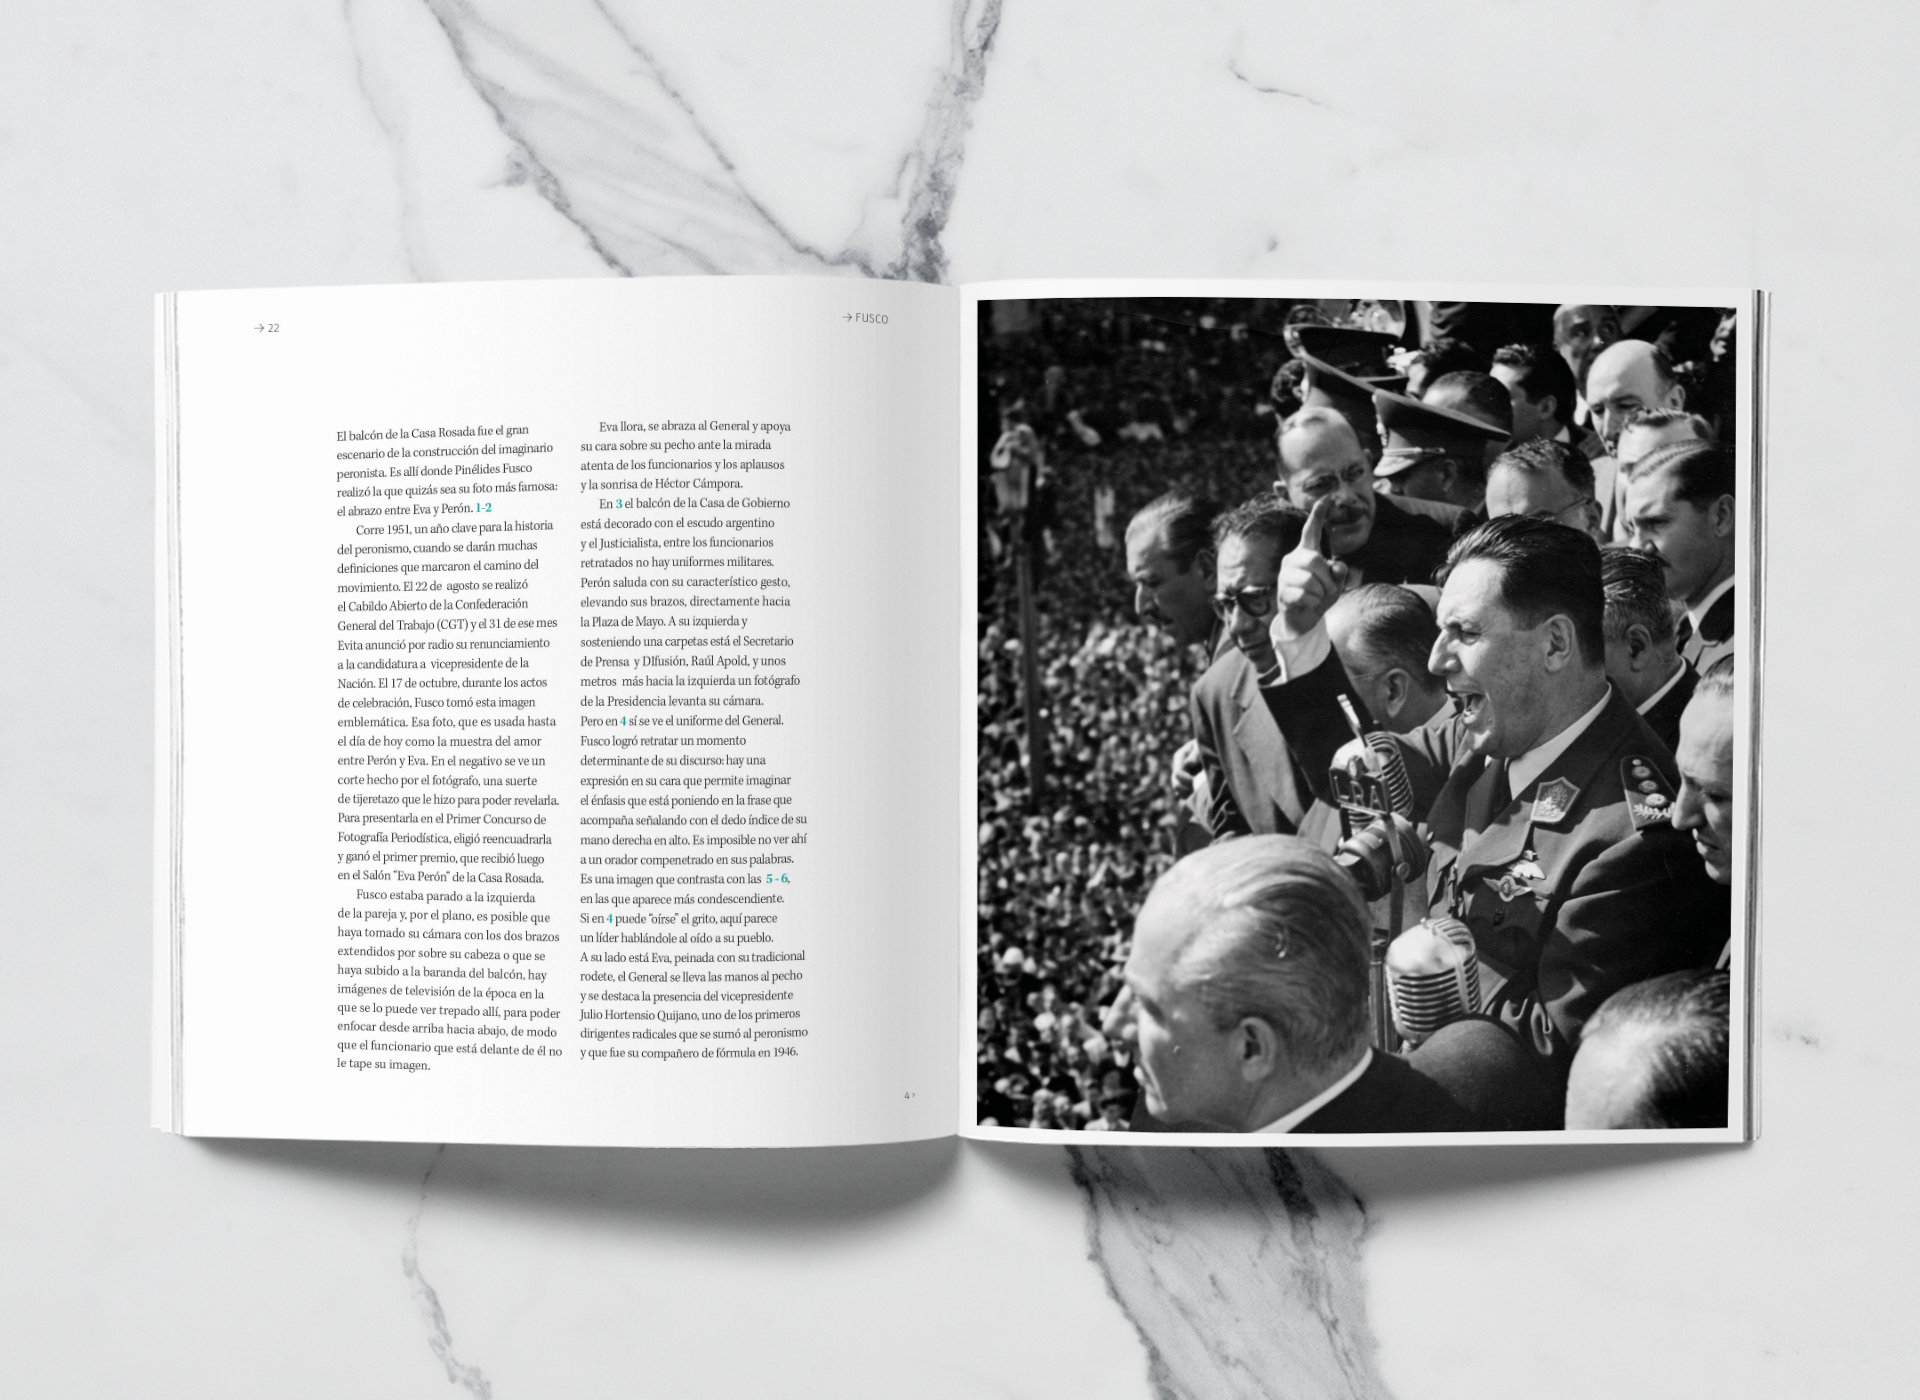 → 22
→ FUSCO
El balcón de la Casa Rosada fue el gran
escenario de la construcción del imaginario
peronista. Es allí donde Pinélides Fusco
realizó la que quizás sea su foto más famosa:
el abrazo entre Eva y Perón. 1-2
Corre 1951, un año clave para la historia
del peronismo, cuando se darán muchas
definiciones que marcaron el camino del
movimiento. El 22 de agosto se realizó
el Cabildo Abierto de la Confederación
General del Trabajo (CGT) y el 31 de ese mes
Evita anunció por radio su renunciamiento
a la candidatura a vicepresidente de la
Nación. El 17 de octubre, durante los actos
de celebración, Fusco tomó esta imagen
emblemática. Esa foto, que es usada hasta
el día de hoy como la muestra del amor
entre Perón y Eva. En el negativo se ve un
corte hecho por el fotógrafo, una suerte
de tijeretazo que le hizo para poder revelarla.
Para presentarla en el Primer Concurso de
Fotografía Periodística, eligió reencuadrarla
y ganó el primer premio, que recibió luego
en el Salón "Eva Perón" de la Casa Rosada.
Fusco estaba parado a la izquierda
de la pareja y, por el plano, es posible que
haya tomado su cámara con los dos brazos
extendidos por sobre su cabeza o que se
haya subido a la baranda del balcón, hay
imágenes de televisión de la época en la
que se lo puede ver trepado allí, para poder
enfocar desde arriba hacia abajo, de modo
que el funcionario que está delante de él no
le tape su imagen.
Eva llora, se abraza al General y apoya
su cara sobre su pecho ante la mirada
atenta de los funcionarios y los aplausos
y la sonrisa de Héctor Cámpora.
En 3 el balcón de la Casa de Gobierno
está decorado con el escudo argentino
y el Justicialista, entre los funcionarios
retratados no hay uniformes militares.
Perón saluda con su característico gesto,
elevando sus brazos, directamente hacia
la Plaza de Mayo. A su izquierda y
sosteniendo una carpetas está el Secretario
de Prensa y DIfusión, Raúl Apold, y unos
metros más hacia la izquierda un fotógrafo
de la Presidencia levanta su cámara.
Pero en 4 sí se ve el uniforme del General.
Fusco logró retratar un momento
determinante de su discurso: hay una
expresión en su cara que permite imaginar
el énfasis que está poniendo en la frase que
acompaña señalando con el dedo índice de su
mano derecha en alto. Es imposible no ver ahí
a un orador compenetrado en sus palabras.
Es una imagen que contrasta con las 5 - 6,
en las que aparece más condescendiente.
Si en 4 puede "oírse" el grito, aquí parece
un líder hablándole al oído a su pueblo.
A su lado está Eva, peinada con su tradicional
rodete, el General se lleva las manos al pecho
y se destaca la presencia del vicepresidente
Julio Hortensio Quijano, uno de los primeros
dirigentes radicales que se sumó al peronismo
y que fue su compañero de fórmula en 1946.
4 ›
LRA